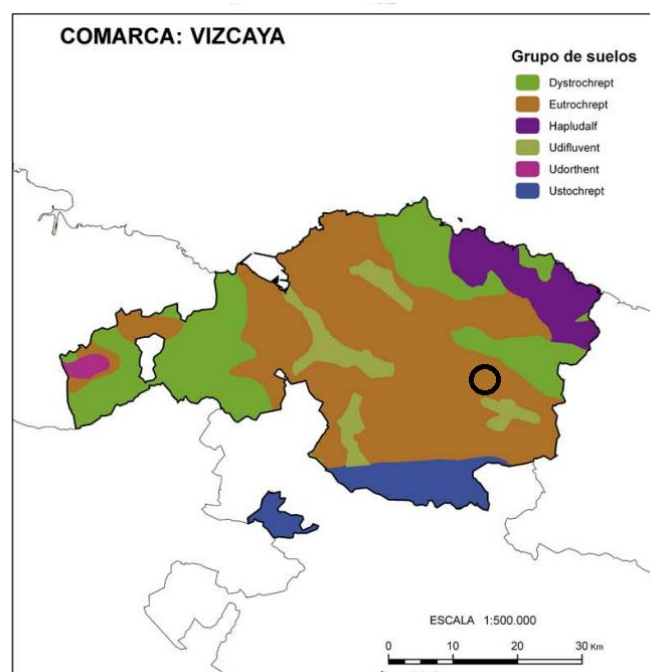 COMARCA: VIZCAYA
Grupo de suelos
Dystrochrept
Eutrochrept
Hapludalf
Udifluvent
Udorthent
Ustochrept
ESCALA 1:500.000
0 10 20 30 Km